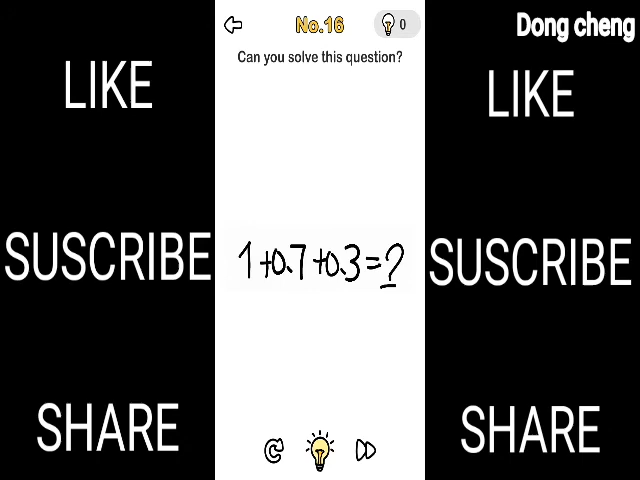 Dong cheng
No.16
0
Can you solve this question?
LIKE
LIKE
SUSCRIBE
1+0.7+0.3=?
SUSCRIBE
SHARE
SHARE